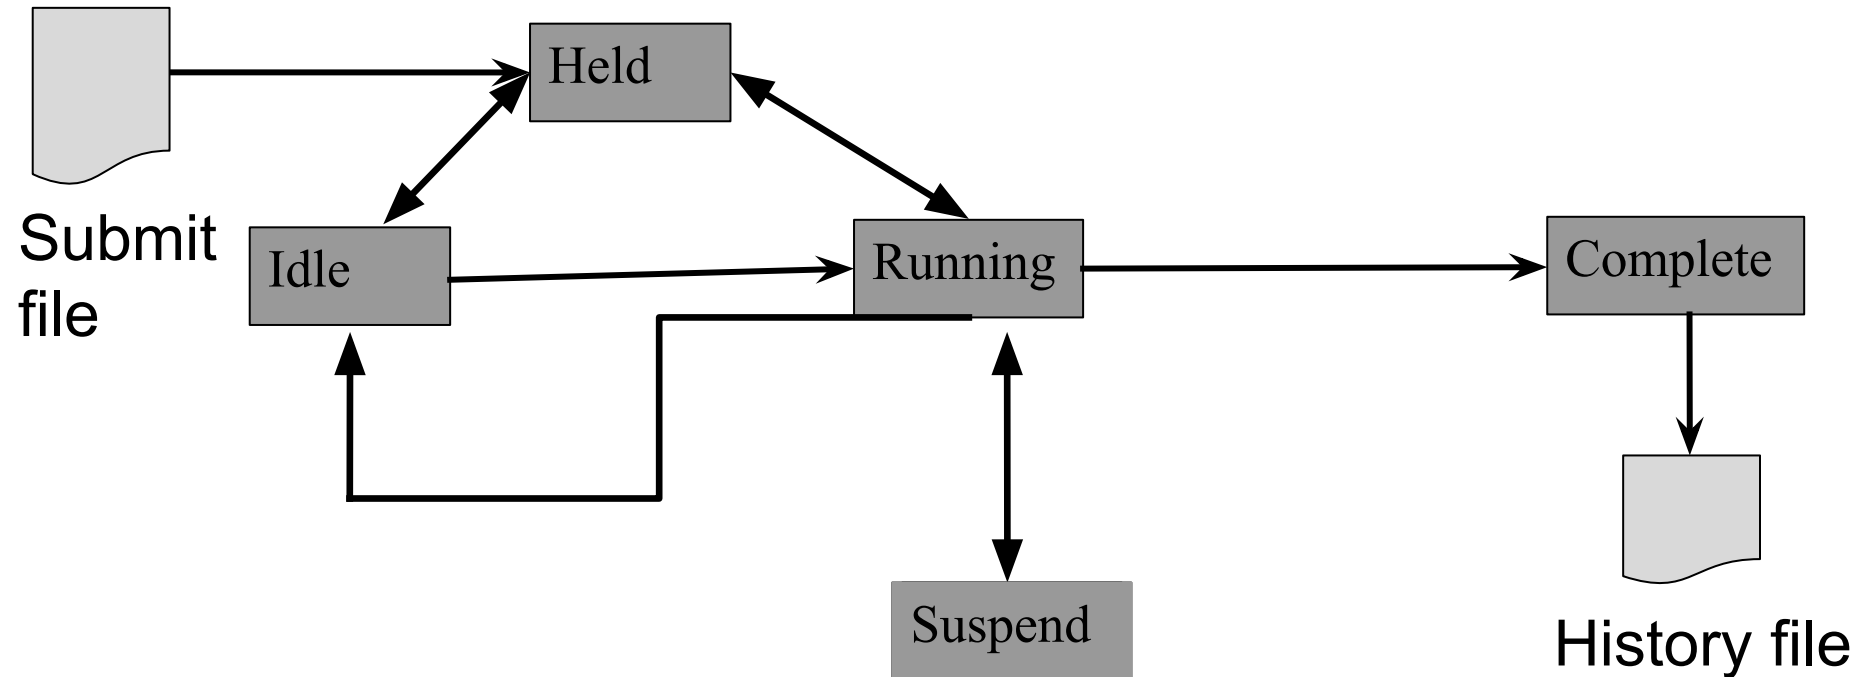 Held
Submit
file
Idle
Running
Complete
Suspend
History file